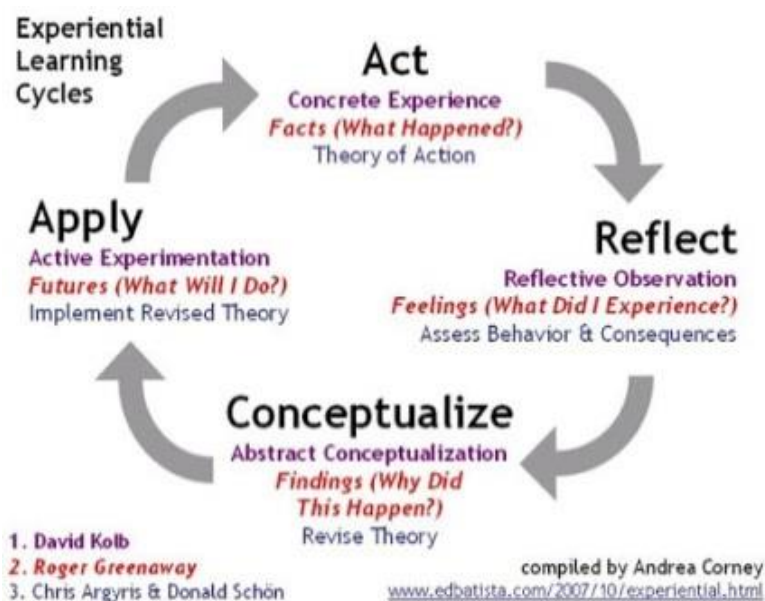 Experiential
Learning
Cycles
Act
Concrete Experience
Facts (What Happened?)
Theory of Action
Reflect
Reflective Observation
Feelings (What Did I Experience?)
Assess Behavior & Consequences
Conceptualize
Abstract Conceptualization
Findings (Why Did
This Happen?)
Revise Theory
Apply
Active Experimentation
Futures (What Will I Do?)
Implement Revised Theory
1. David Kolb
2. Roger Greenaway
3. Chris Argyris & Donald Schön
compiled by Andrea Corney
www.edbatista.com/2007/10/experiential.html